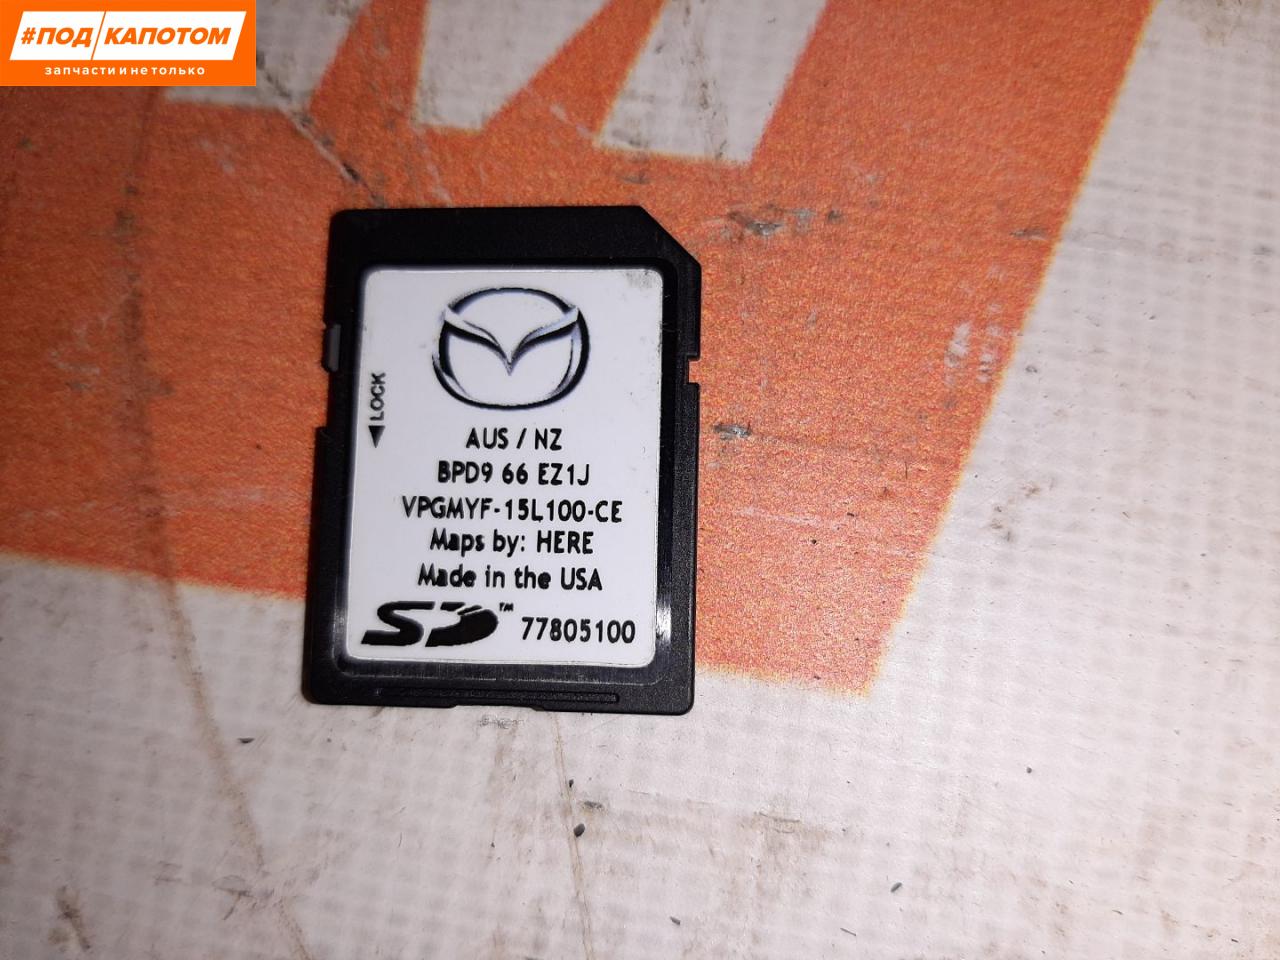 #ПОД КАПОТОМ
запчасти и не только
LOCK
AUS / NZ
BPD9 66 EZ1J
VPGMYF-15L100-CE
Maps by: HERE
Made in the USA
SD™ 77805100